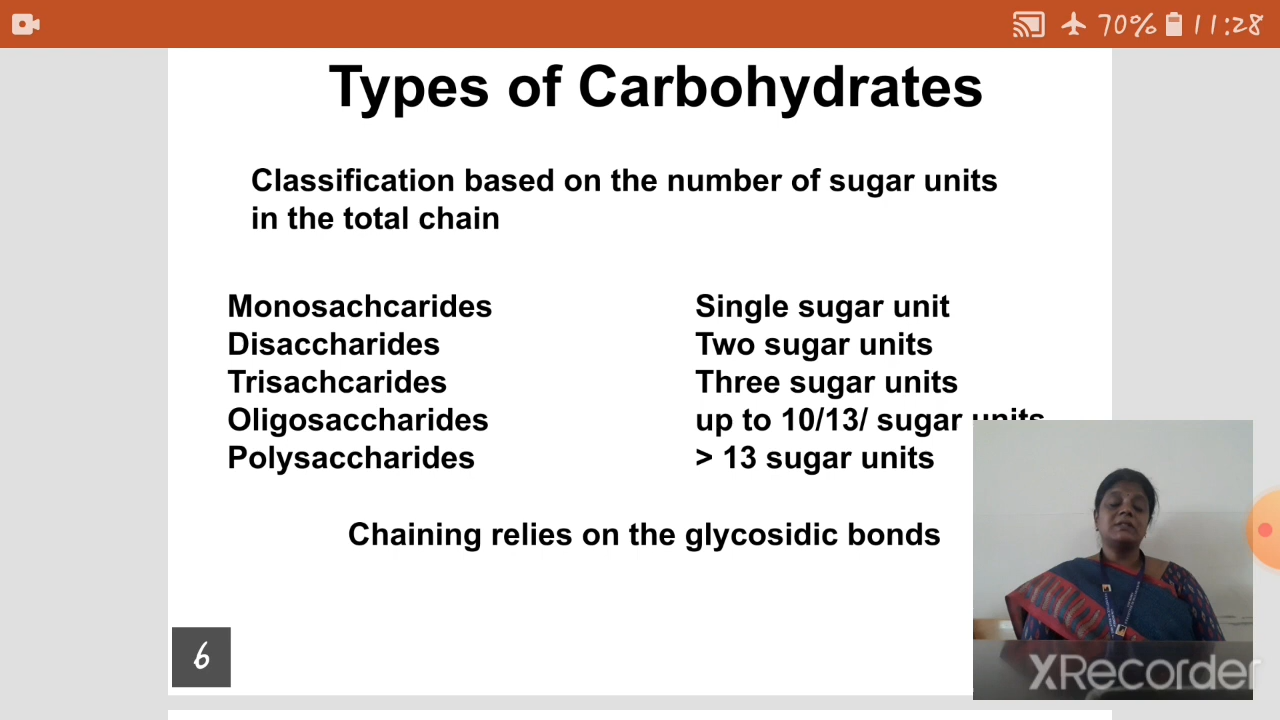 70% 11:28
Types of Carbohydrates
Classification based on the number of sugar units
in the total chain
Monosachcarides Single sugar unit
Disaccharides Two sugar units
Trisachcarides Three sugar units
Oligosaccharides up to 10/13/ sugar units
Polysaccharides > 13 sugar units
Chaining relies on the glycosidic bonds
6
XRecorder